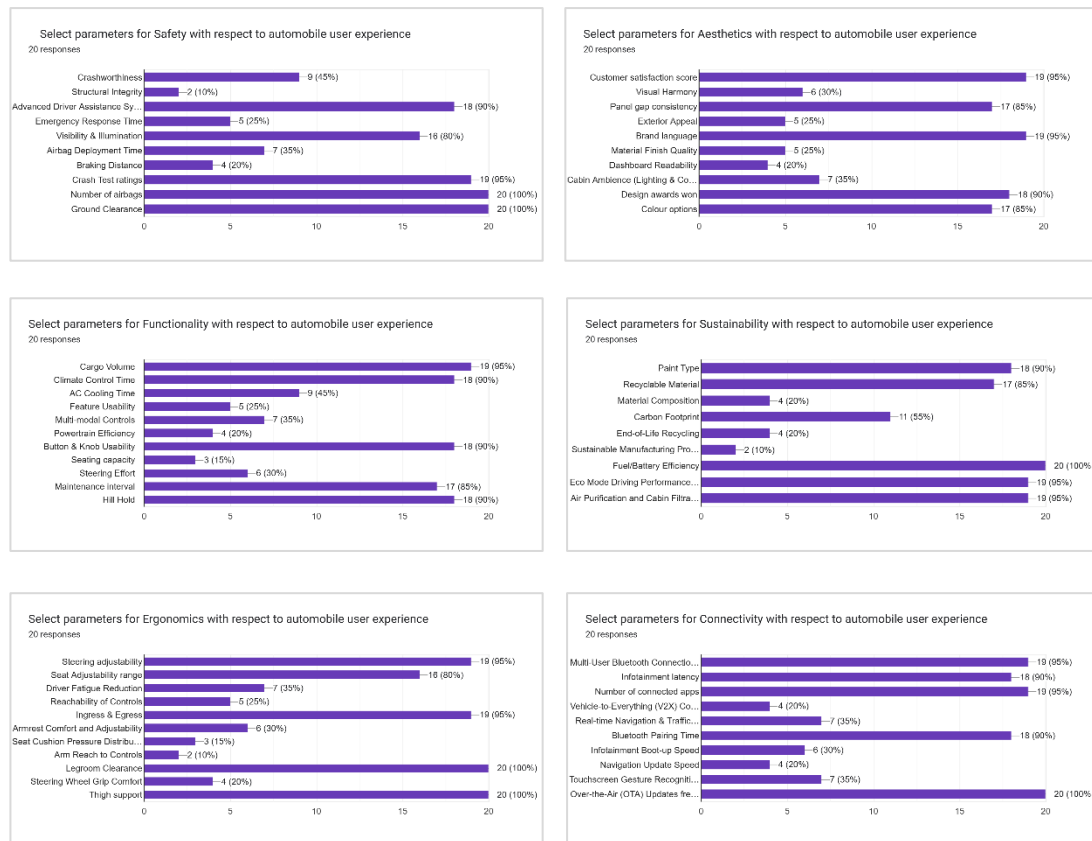 Select parameters for Safety with respect to automobile user experience
20 responses
Crashworthiness 9 (45%)
Structural Integrity 2 (10%)
Advanced Driver Assistance Sy... 18 (90%)
Emergency Response Time 5 (25%)
Visibility & Illumination 16 (80%)
Airbag Deployment Time 7 (35%)
Braking Distance 4 (20%)
Crash Test ratings 19 (95%)
Number of airbags 20 (100%)
Ground Clearance 20 (100%)
0 5 10 15 20
Select parameters for Aesthetics with respect to automobile user experience
20 responses
Customer satisfaction score 19 (95%)
Visual Harmony 6 (30%)
Panel gap consistency 17 (85%)
Exterior Appeal 5 (25%)
Brand language 19 (95%)
Material Finish Quality 5 (25%)
Dashboard Readability 4 (20%)
Cabin Ambience (Lighting & Co... 7 (35%)
Design awards won 18 (90%)
Colour options 17 (85%)
0 5 10 15 20
Select parameters for Functionality with respect to automobile user experience
20 responses
Cargo Volume 19 (95%)
Climate Control Time 18 (90%)
AC Cooling Time 9 (45%)
Feature Usability 5 (25%)
Multi-modal Controls 7 (35%)
Powertrain Efficiency 4 (20%)
Button & Knob Usability 18 (90%)
Seating capacity 3 (15%)
Steering Effort 6 (30%)
Maintenance interval 17 (85%)
Hill Hold 18 (90%)
0 5 10 15 20
Select parameters for Sustainability with respect to automobile user experience
20 responses
Paint Type 18 (90%)
Recyclable Material 17 (85%)
Material Composition 4 (20%)
Carbon Footprint 11 (55%)
End-of-Life Recycling 4 (20%)
Sustainable Manufacturing Pro... 2 (10%)
Fuel/Battery Efficiency 20 (100%
Eco Mode Driving Performance... 19 (95%)
Air Purification and Cabin Filtra... 19 (95%)
0 5 10 15 20
Select parameters for Ergonomics with respect to automobile user experience
20 responses
Steering adjustability 19 (95%)
Seat Adjustability range 16 (80%)
Driver Fatigue Reduction 7 (35%)
Reachability of Controls 5 (25%)
Ingress & Egress 19 (95%)
Armrest Comfort and Adjustability 6 (30%)
Seat Cushion Pressure Distribu... 3 (15%)
Arm Reach to Controls 2 (10%)
Legroom Clearance 20 (100%)
Steering Wheel Grip Comfort 4 (20%)
Thigh support 20 (100%)
0 5 10 15 20
Select parameters for Connectivity with respect to automobile user experience
20 responses
Multi-User Bluetooth Connectio... 19 (95%)
Infotainment latency 18 (90%)
Number of connected apps 19 (95%)
Vehicle-to-Everything (V2X) Co... 4 (20%)
Real-time Navigation & Traffic... 7 (35%)
Bluetooth Pairing Time 18 (90%)
Infotainment Boot-up Speed 6 (30%)
Navigation Update Speed 4 (20%)
Touchscreen Gesture Recogniti... 7 (35%)
Over-the-Air (OTA) Updates fre... 20 (100%
0 5 10 15 20